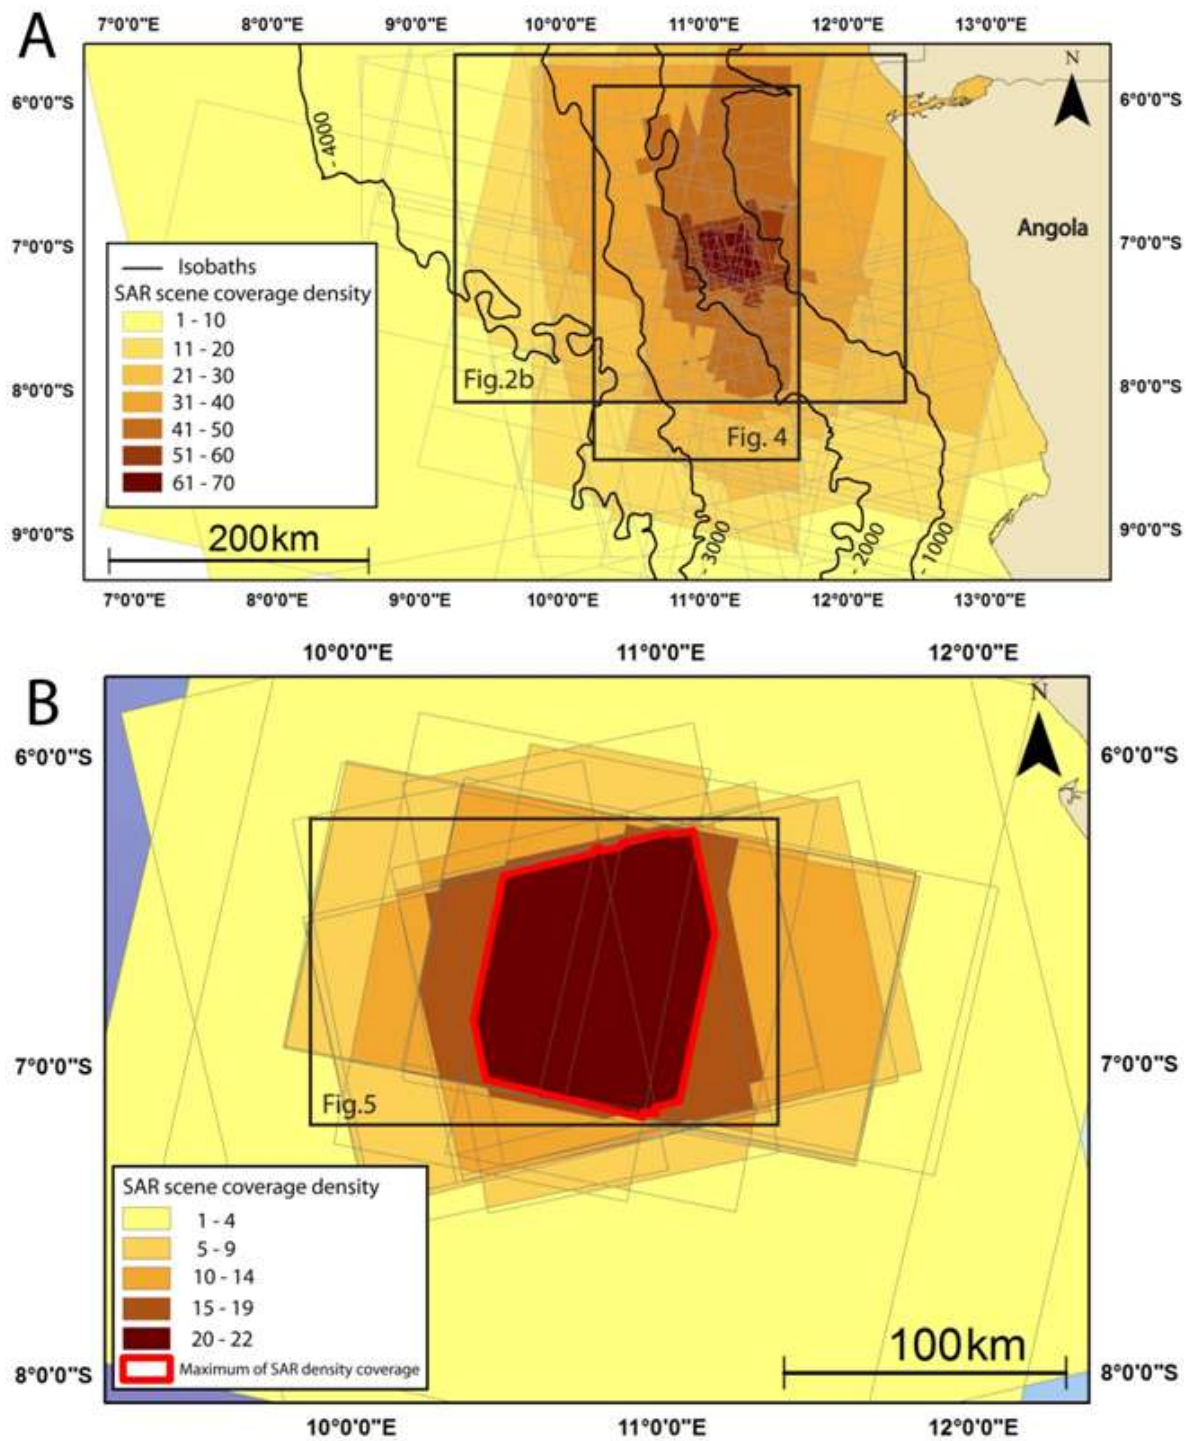 A
7°0'0"E 8°0'0"E 9°0'0"E 10°0'0"E 11°0'0"E 12°0'0"E 13°0'0"E
N
6°0'0"S 6°0'0"S
- 4000
Angola
7°0'0"S 7°0'0"S
Isobaths
SAR scene coverage density
1 - 10
11 - 20
21 - 30
31 - 40
41 - 50
51 - 60
61 - 70
Fig.2b
8°0'0"S 8°0'0"S
Fig. 4
9°0'0"S 9°0'0"S
200km
- 3000
- 2000
- 1000
7°0'0"E 8°0'0"E 9°0'0"E 10°0'0"E 11°0'0"E 12°0'0"E 13°0'0"E
10°0'0"E 11°0'0"E 12°0'0"E
B
N
6°0'0"S 6°0'0"S
7°0'0"S 7°0'0"S
Fig.5
SAR scene coverage density
1 - 4
5 - 9
10 - 14
15 - 19
20 - 22
Maximum of SAR density coverage
100km
8°0'0"S 8°0'0"S
10°0'0"E 11°0'0"E 12°0'0"E